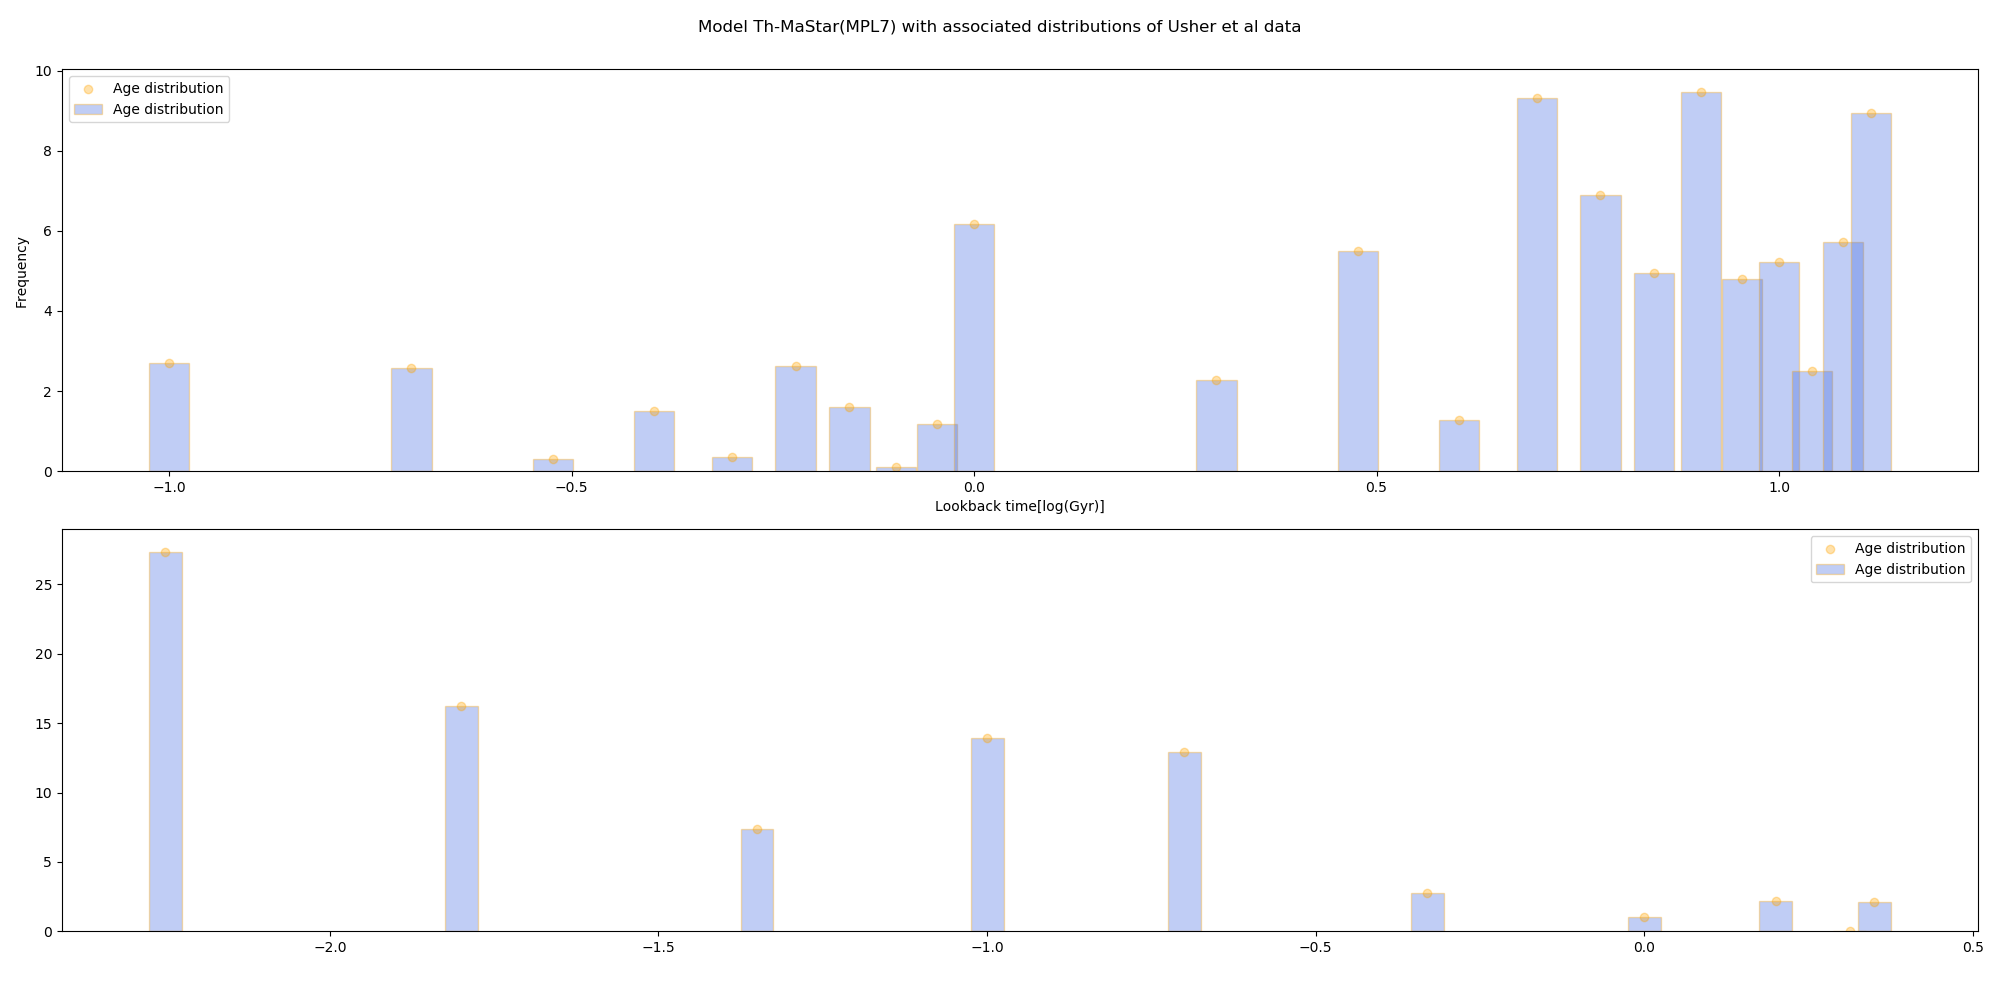 Model Th-MaStar(MPL7) with associated distributions of Usher et al data
10
8
6
4
2
0
Frequency
Age distribution
Age distribution
−1.0 −0.5 0.0 0.5 1.0
Lookback time[log(Gyr)]
25
20
15
10
5
0
Age distribution
Age distribution
−2.0 −1.5 −1.0 −0.5 0.0 0.5